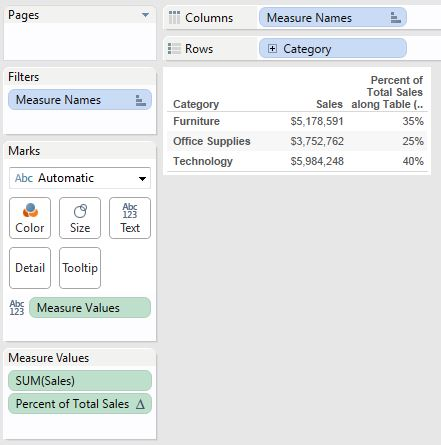 Pages
Columns
Measure Names
Rows
Category
Filters
Measure Names
Category
Sales
Percent of
Total Sales
along Table (..
Furniture $5,178,591 35%
Office Supplies $3,752,762 25%
Technology $5,984,248 40%
Marks
Abc Automatic
Color
Size
Abc
123
Text
Detail
Tooltip
Abc
123
Measure Values
Measure Values
SUM(Sales)
Percent of Total Sales Δ